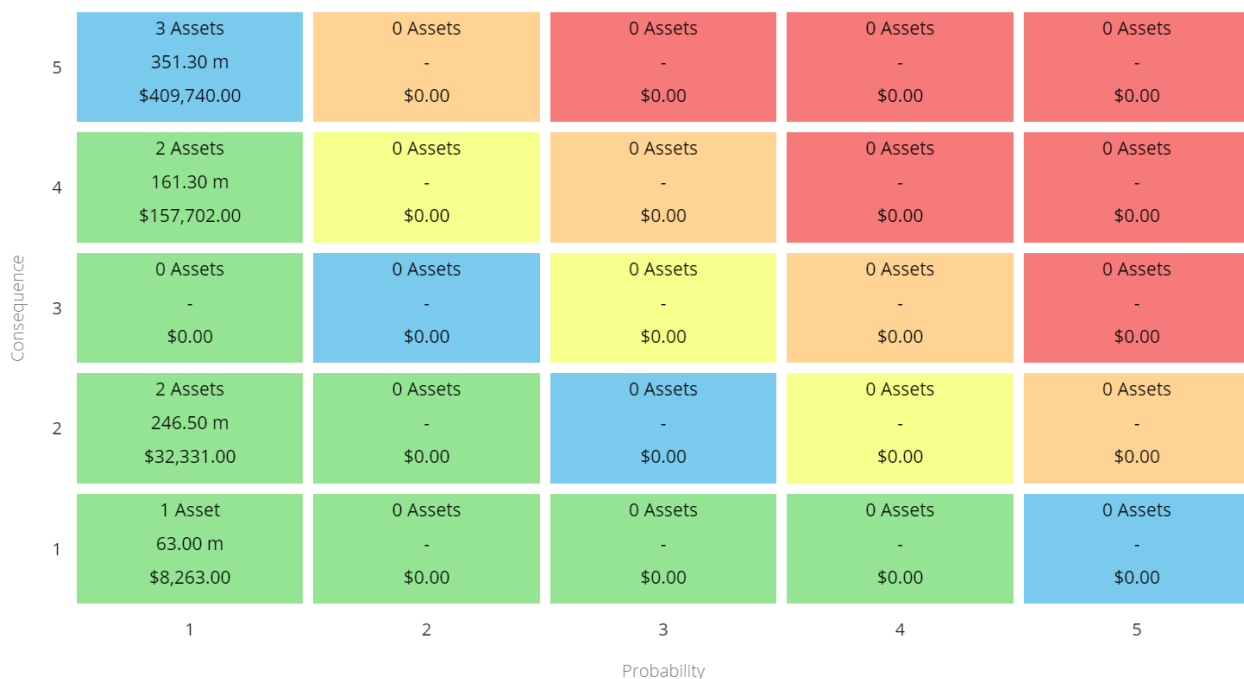 5
3 Assets
351.30 m
$409,740.00
0 Assets
-
$0.00
0 Assets
-
$0.00
0 Assets
-
$0.00
0 Assets
-
$0.00
4
2 Assets
161.30 m
$157,702.00
0 Assets
-
$0.00
0 Assets
-
$0.00
0 Assets
-
$0.00
0 Assets
-
$0.00
Consequence
3
0 Assets
-
$0.00
0 Assets
-
$0.00
0 Assets
-
$0.00
0 Assets
-
$0.00
0 Assets
-
$0.00
2
2 Assets
246.50 m
$32,331.00
0 Assets
-
$0.00
0 Assets
-
$0.00
0 Assets
-
$0.00
0 Assets
-
$0.00
1
1 Asset
63.00 m
$8,263.00
0 Assets
-
$0.00
0 Assets
-
$0.00
0 Assets
-
$0.00
0 Assets
-
$0.00
1
2
3
4
5
Probability